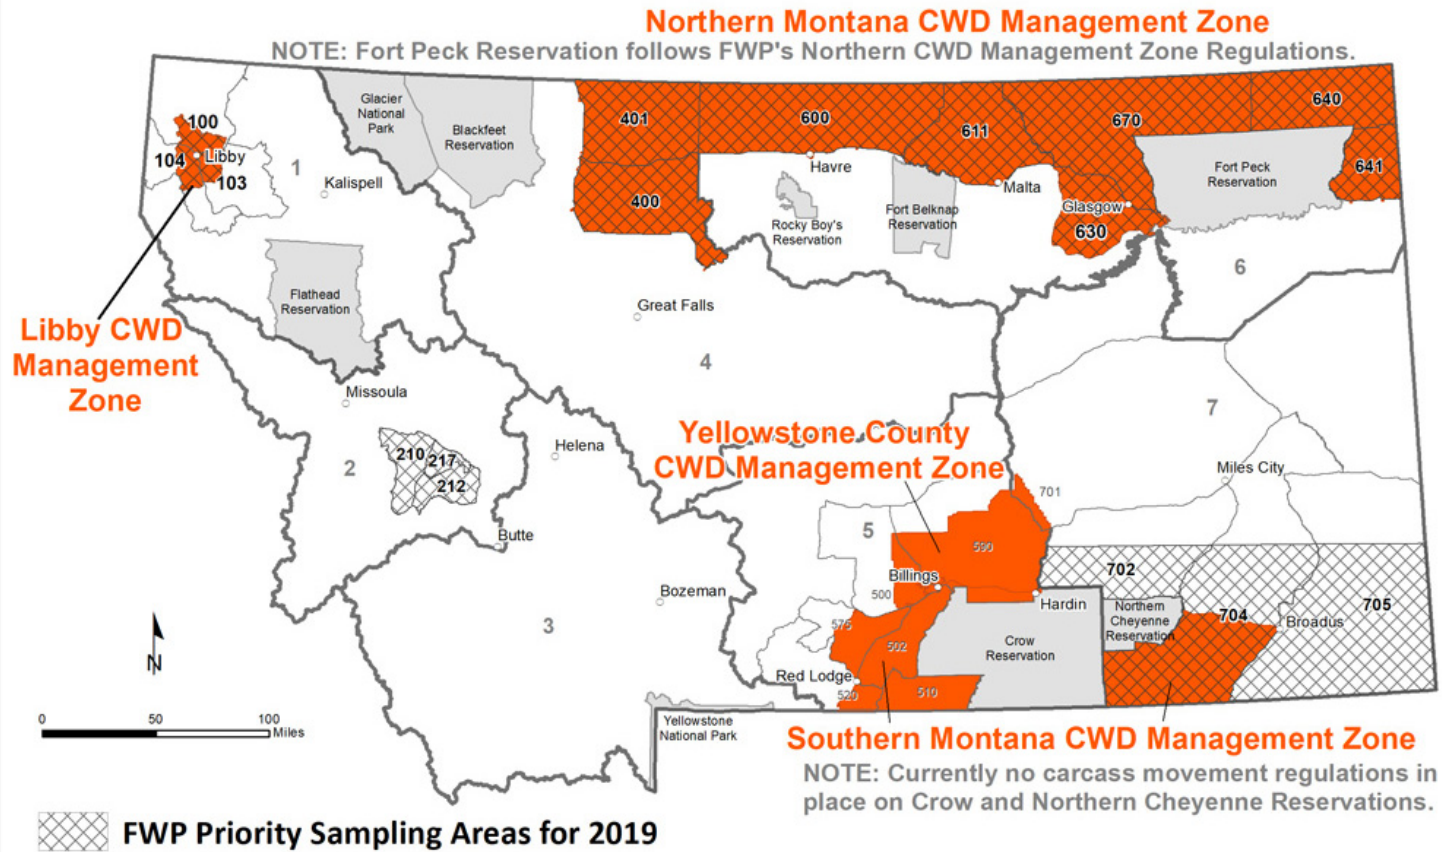 Northern Montana CWD Management Zone
NOTE: Fort Peck Reservation follows FWP's Northern CWD Management Zone Regulations.
Glacier
National
Park
Blackfeet
Reservation
100
104
Libby
103
1
Kalispell
401
600
611
670
640
641
400
Havre
Malta
Glasgow
630
Fort Peck
Reservation
Rocky Boy's
Reservation
Fort Belknap
Reservation
6
Flathead
Reservation
Libby CWD
Management
Zone
Great Falls
4
Missoula
Helena
2
210
217
212
Butte
7
Yellowstone County
CWD Management Zone
Miles City
701
5
590
Billings
500
Hardin
702
704
705
Northern
Cheyenne
Reservation
Broadus
Bozeman
3
575
502
Crow
Reservation
Red Lodge
520
510
N
0
50
100
Miles
Yellowstone
National Park
Southern Montana CWD Management Zone
NOTE: Currently no carcass movement regulations in
place on Crow and Northern Cheyenne Reservations.
FWP Priority Sampling Areas for 2019